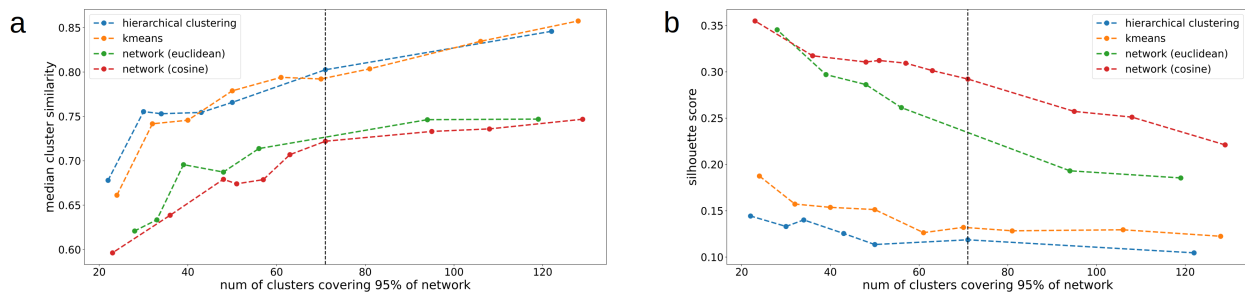 a
hierarchical clustering
kmeans
network (euclidean)
network (cosine)
median cluster similarity
0.85
0.80
0.75
0.70
0.65
0.60
20 40 60 80 100 120
num of clusters covering 95% of network
b
hierarchical clustering
kmeans
network (euclidean)
network (cosine)
silhouette score
0.35
0.30
0.25
0.20
0.15
0.10
20 40 60 80 100 120
num of clusters covering 95% of network